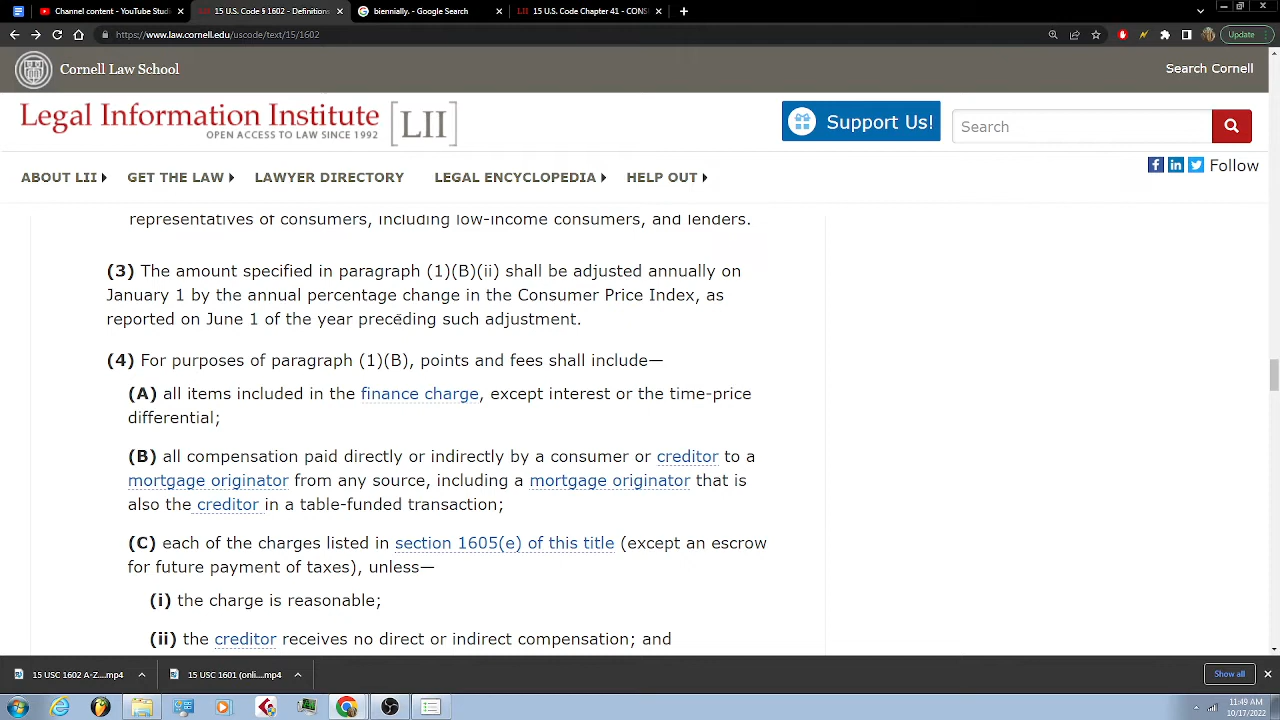 Channel content - YouTube Studi
15 U.S. Code § 1602 - Definitions
biennially. - Google Search
15 U.S. Code Chapter 41 - CONS
https://www.law.cornell.edu/uscode/text/15/1602
Update
Cornell Law School
Search Cornell
Legal Information Institute
OPEN ACCESS TO LAW SINCE 1992
[LII]
Support Us!
Search
ABOUT LII
GET THE LAW
LAWYER DIRECTORY
LEGAL ENCYCLOPEDIA
HELP OUT
Follow
representatives of consumers, including low-income consumers, and lenders.
(3) The amount specified in paragraph (1)(B)(ii) shall be adjusted annually on
January 1 by the annual percentage change in the Consumer Price Index, as
reported on June 1 of the year preceding such adjustment.
(4) For purposes of paragraph (1)(B), points and fees shall include—
(A) all items included in the finance charge, except interest or the time-price
differential;
(B) all compensation paid directly or indirectly by a consumer or creditor to a
mortgage originator from any source, including a mortgage originator that is
also the creditor in a table-funded transaction;
(C) each of the charges listed in section 1605(e) of this title (except an escrow
for future payment of taxes), unless—
(i) the charge is reasonable;
(ii) the creditor receives no direct or indirect compensation; and
15 USC 1602 A-Z....mp4
15 USC 1601 (onli....mp4
Show all
11:49 AM
10/17/2022